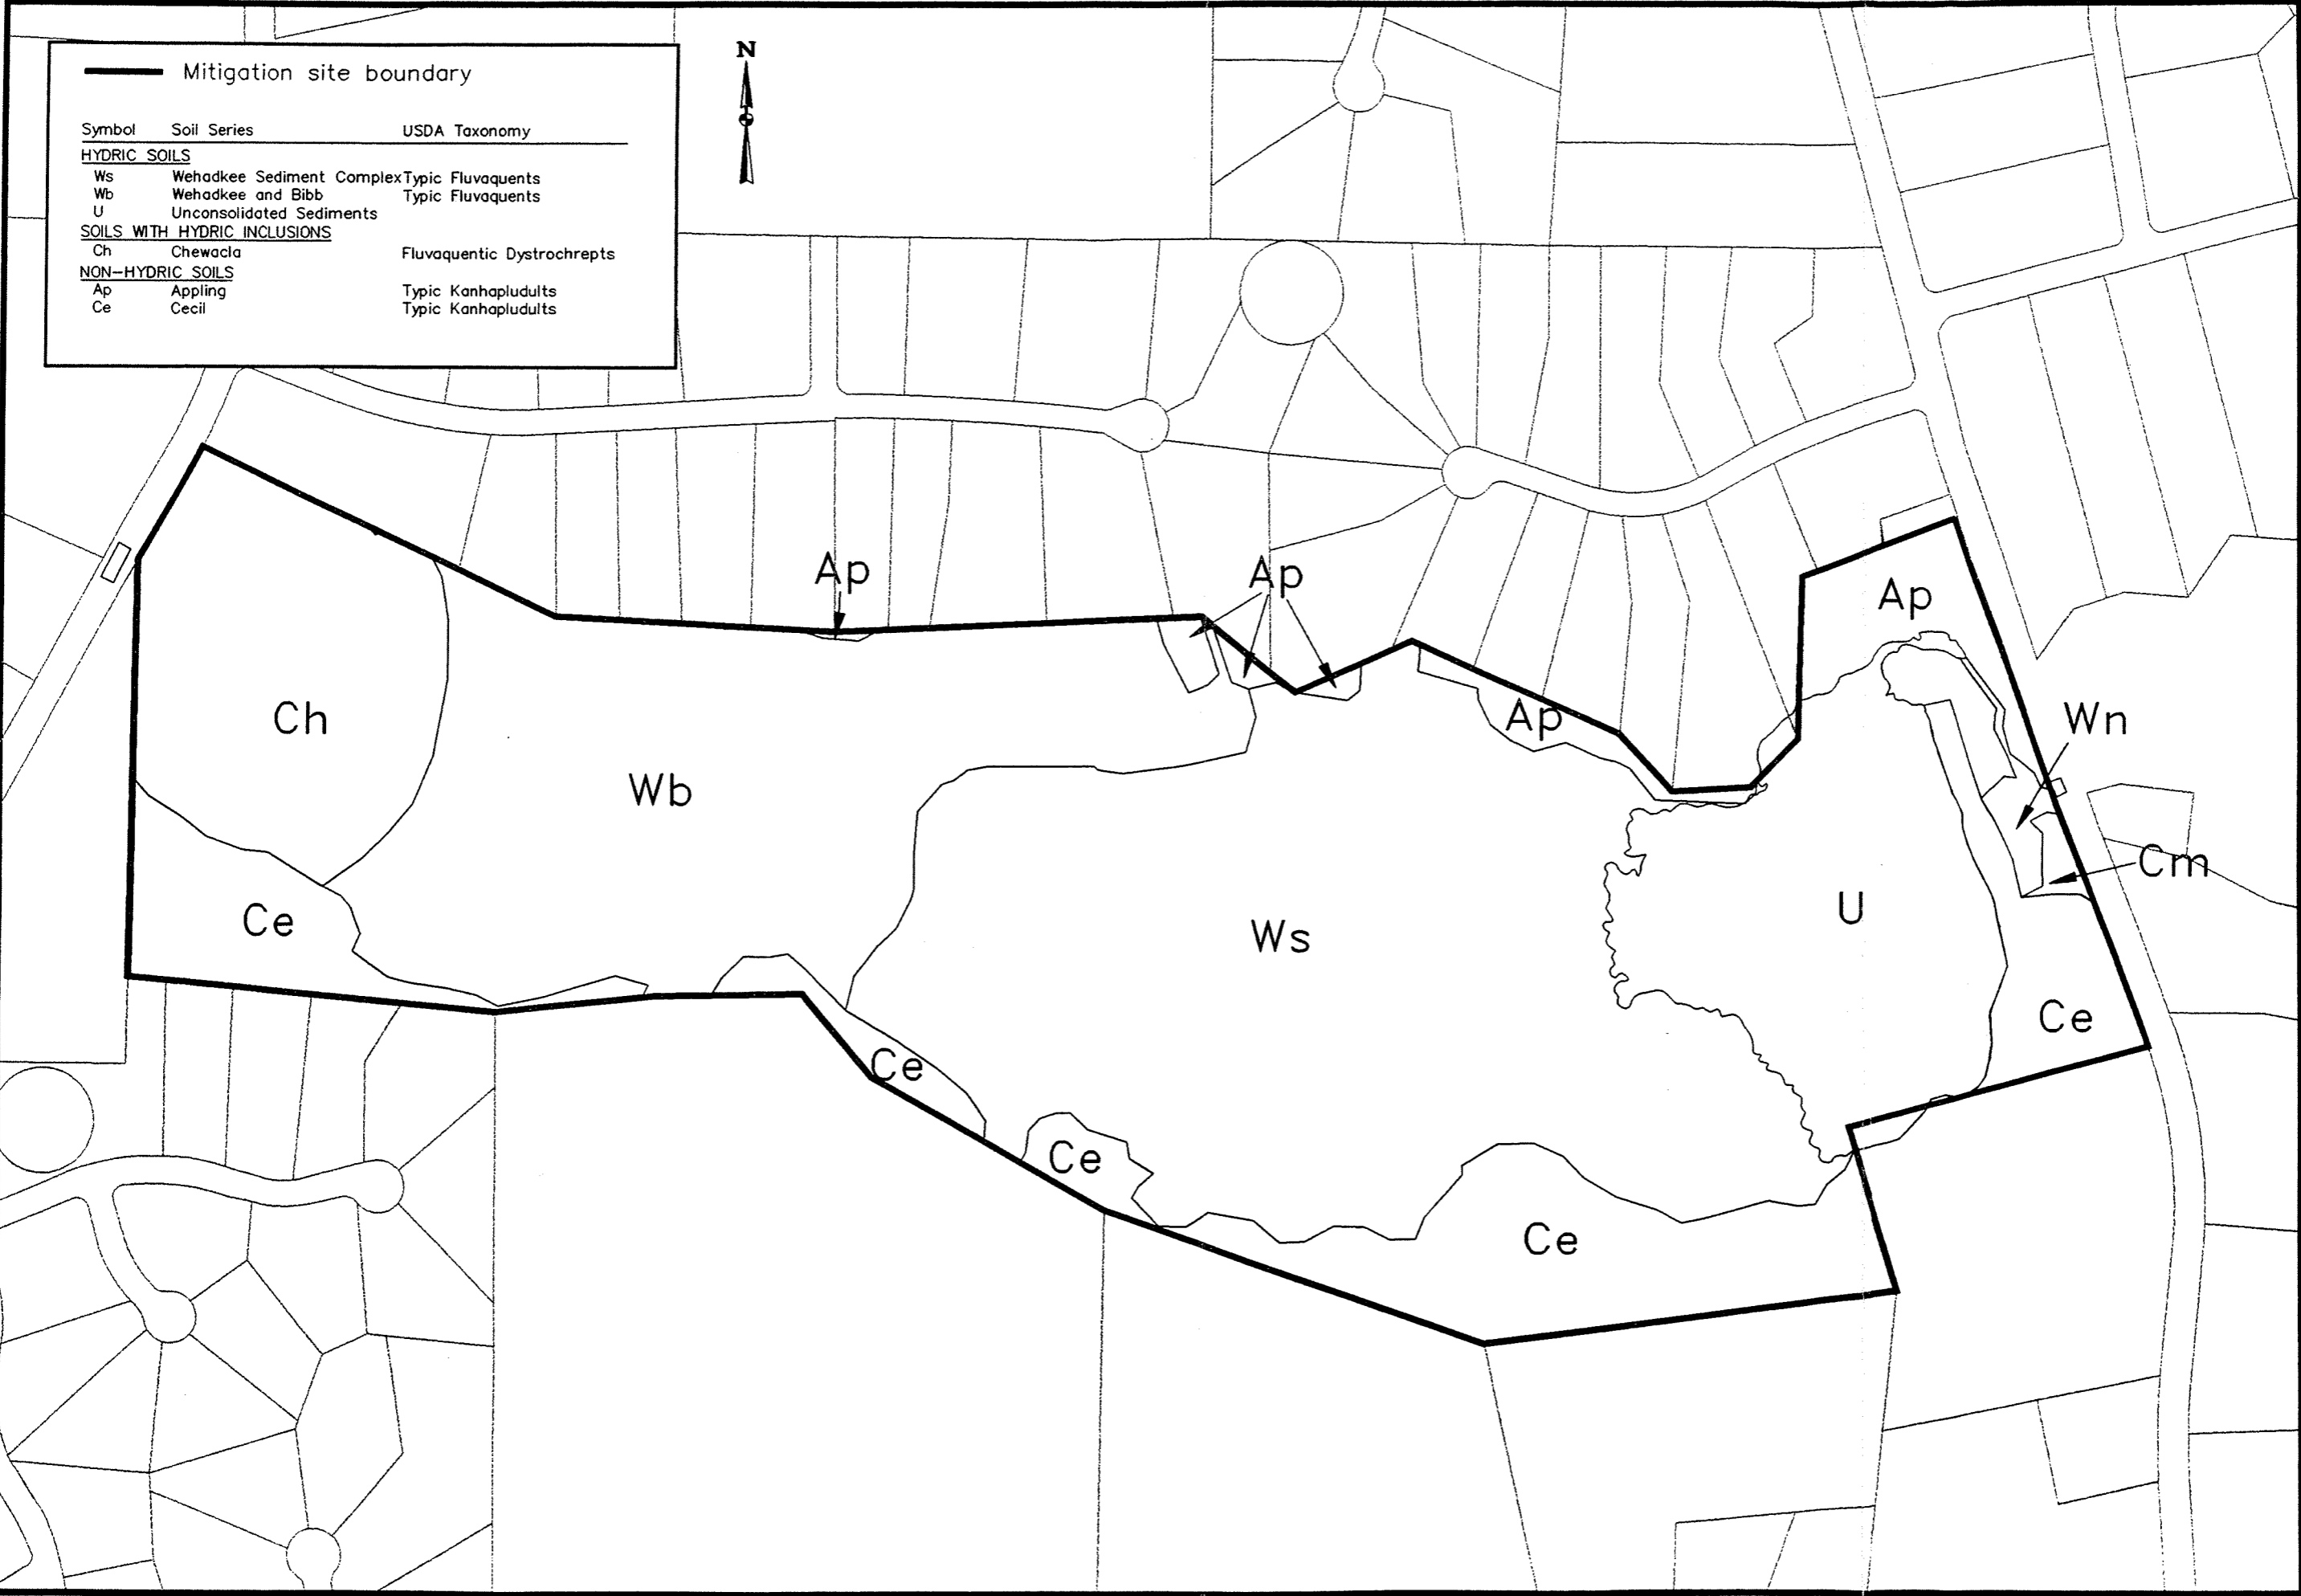 N
Mitigation site boundary
Symbol Soil Series USDA Taxonomy
HYDRIC SOILS
Ws Wehadkee Sediment Complex Typic Fluvaquents
Wb Wehadkee and Bibb Typic Fluvaquents
U Unconsolidated Sediments
SOILS WITH HYDRIC INCLUSIONS
Ch Chewacla Fluvaquentic Dystrochrepts
NON-HYDRIC SOILS
Ap Appling Typic Kanhapludults
Ce Cecil Typic Kanhapludults
Ap
Ap
Ap
Ch
Ap
Wn
Wb
Cm
Ce
Ws
U
Ce
Ce
Ce
Ce